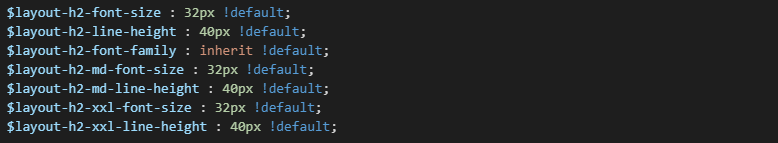 $layout-h2-font-size : 32px !default;
$layout-h2-line-height : 40px !default;
$layout-h2-font-family : inherit !default;
$layout-h2-md-font-size : 32px !default;
$layout-h2-md-line-height : 40px !default;
$layout-h2-xxl-font-size : 32px !default;
$layout-h2-xxl-line-height : 40px !default;